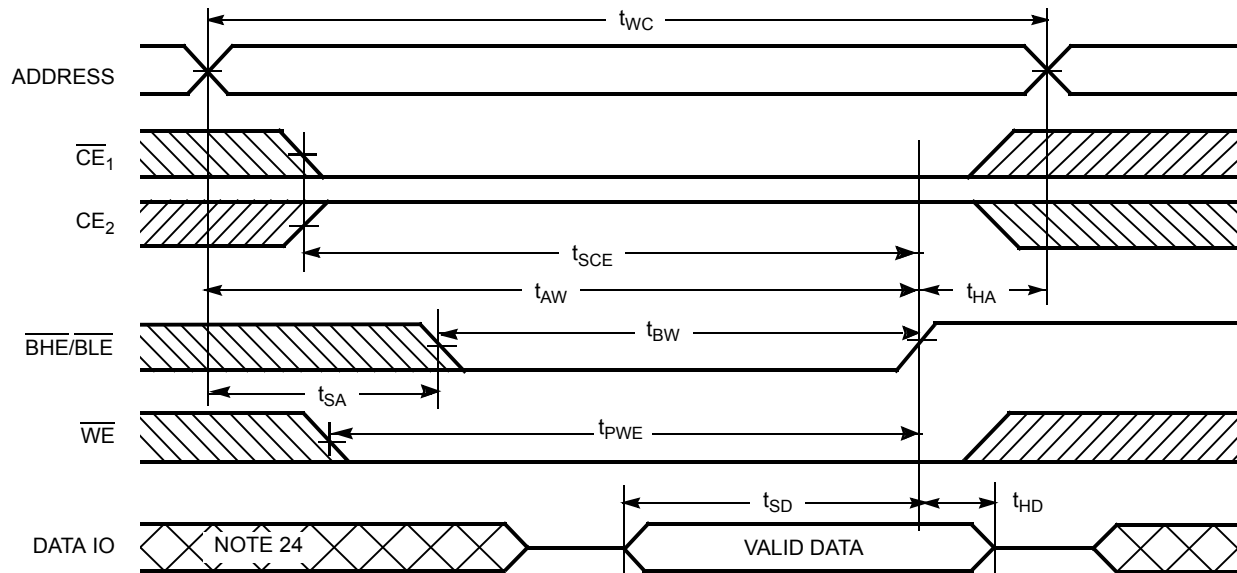 tWC
ADDRESS
CE1
CE2
tSCE
tAW
tHA
BHE/BLE
tBW
tSA
WE
tPWE
tSD
tHD
DATA IO
NOTE 24
VALID DATA